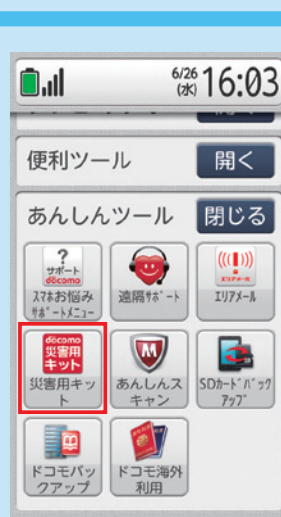 6/26
(水) 16:03
便利ツール 開く
あんしんツール 閉じる
?
サポート
docomo
スマホお悩み
サポートメニュー
遠隔サポート
エリアメール
エリアメール
docomo
災害用
キット
災害用キッ
ト
あんしんス
キャン
SDカードバック
アップ
ドコモバッ
クアップ
ドコモ海外
利用